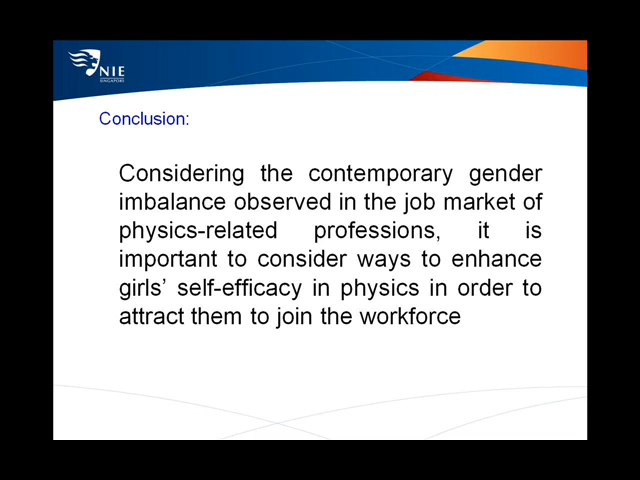 NIE
SINGAPORE
Conclusion:
Considering the contemporary gender
imbalance observed in the job market of
physics-related professions, it is
important to consider ways to enhance
girls’ self-efficacy in physics in order to
attract them to join the workforce